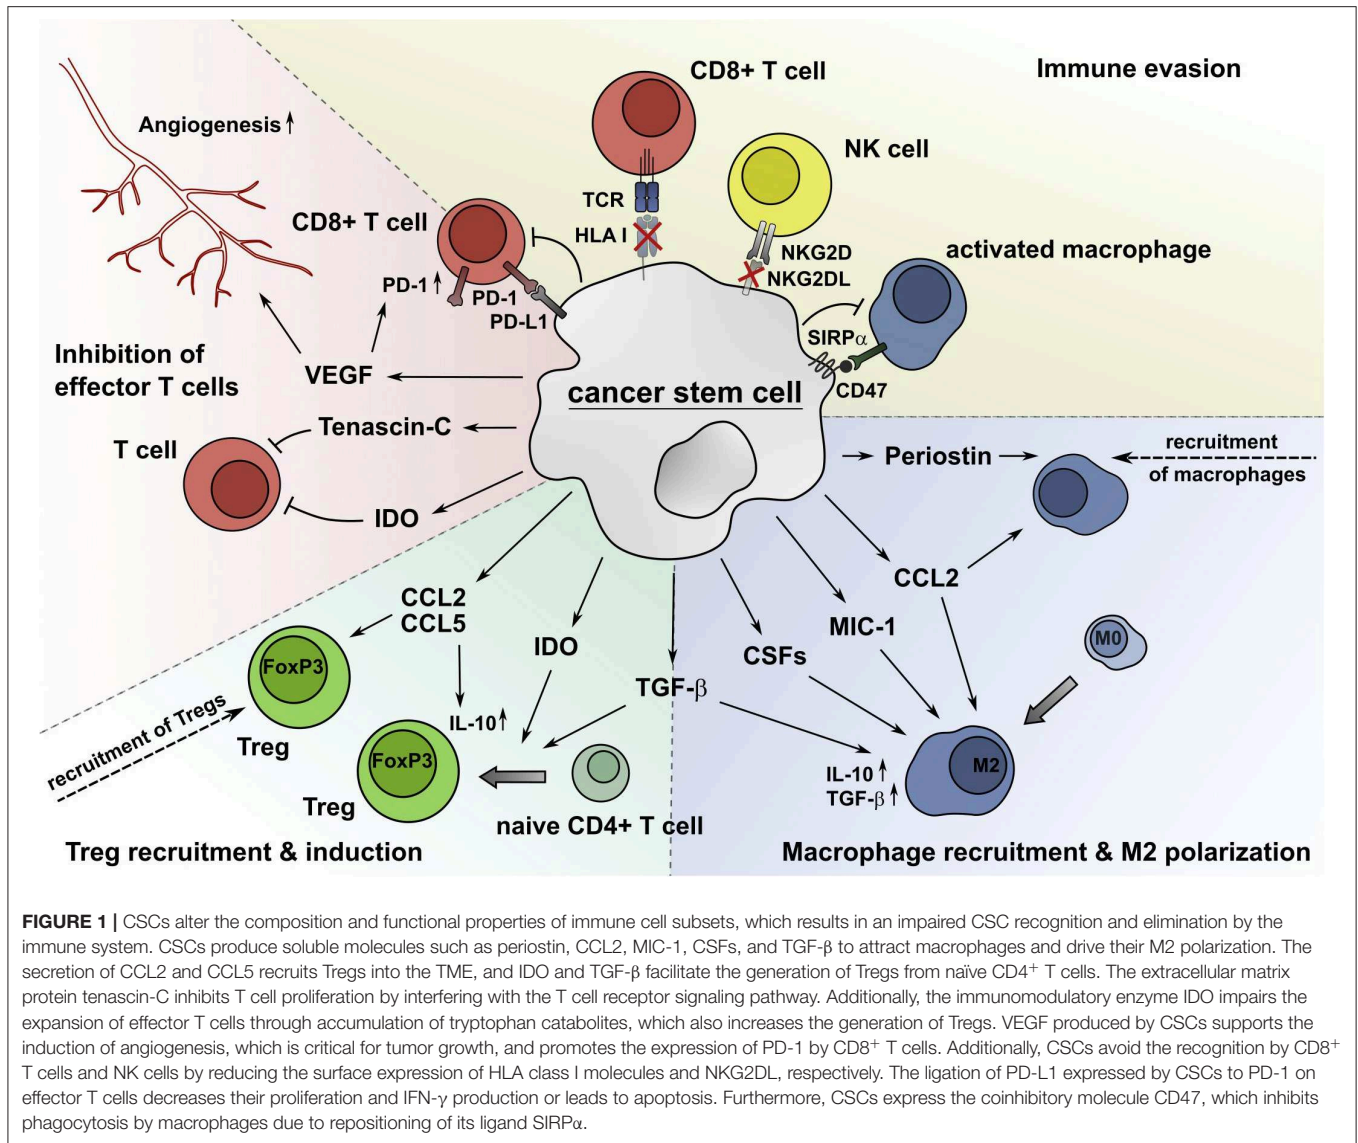 CD8+ T cell
Immune evasion
Angiogenesis↑
NK cell
TCR
CD8+ T cell
HLA I
NKG2D
activated macrophage
NKG2DL
PD-1↑
PD-1
PD-L1
SIRPα
Inhibition of
effector T cells
VEGF
CD47
cancer stem cell
Tenascin-C
T cell
Periostin
recruitment
of macrophages
IDO
CCL2
CCL2
CCL5
MIC-1
M0
IDO
CSFs
FoxP3
TGF-β
recruitment of Tregs
IL-10↑
Treg
FoxP3
M2
IL-10↑
TGF-β↑
Treg
naive CD4+ T cell
Treg recruitment & induction
Macrophage recruitment & M2 polarization
FIGURE 1 | CSCs alter the composition and functional properties of immune cell subsets, which results in an impaired CSC recognition and elimination by the
immune system. CSCs produce soluble molecules such as periostin, CCL2, MIC-1, CSFs, and TGF-β to attract macrophages and drive their M2 polarization. The
secretion of CCL2 and CCL5 recruits Tregs into the TME, and IDO and TGF-β facilitate the generation of Tregs from naïve CD4⁺ T cells. The extracellular matrix
protein tenascin-C inhibits T cell proliferation by interfering with the T cell receptor signaling pathway. Additionally, the immunomodulatory enzyme IDO impairs the
expansion of effector T cells through accumulation of tryptophan catabolites, which also increases the generation of Tregs. VEGF produced by CSCs supports the
induction of angiogenesis, which is critical for tumor growth, and promotes the expression of PD-1 by CD8⁺ T cells. Additionally, CSCs avoid the recognition by CD8⁺
T cells and NK cells by reducing the surface expression of HLA class I molecules and NKG2DL, respectively. The ligation of PD-L1 expressed by CSCs to PD-1 on
effector T cells decreases their proliferation and IFN-γ production or leads to apoptosis. Furthermore, CSCs express the coinhibitory molecule CD47, which inhibits
phagocytosis by macrophages due to repositioning of its ligand SIRPα.